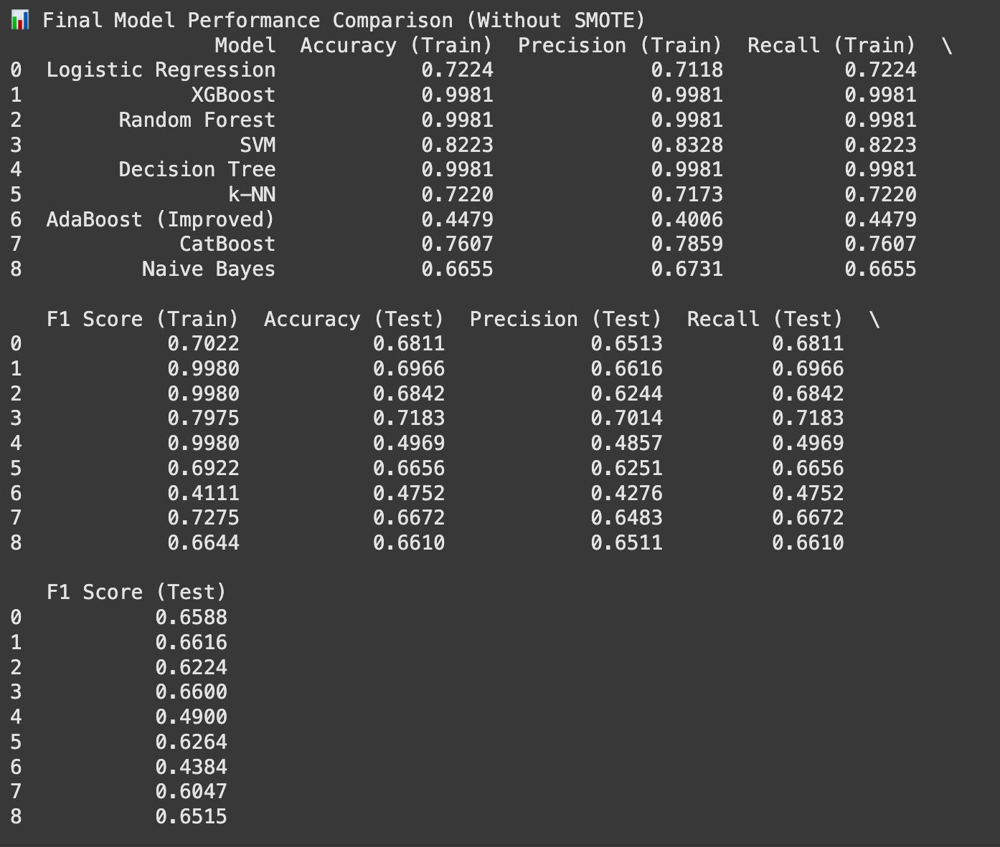 📊 Final Model Performance Comparison (Without SMOTE)
Model Accuracy (Train) Precision (Train) Recall (Train) \
0 Logistic Regression 0.7224 0.7118 0.7224
1 XGBoost 0.9981 0.9981 0.9981
2 Random Forest 0.9981 0.9981 0.9981
3 SVM 0.8223 0.8328 0.8223
4 Decision Tree 0.9981 0.9981 0.9981
5 k-NN 0.7220 0.7173 0.7220
6 AdaBoost (Improved) 0.4479 0.4006 0.4479
7 CatBoost 0.7607 0.7859 0.7607
8 Naive Bayes 0.6655 0.6731 0.6655
F1 Score (Train) Accuracy (Test) Precision (Test) Recall (Test) \
0 0.7022 0.6811 0.6513 0.6811
1 0.9980 0.6966 0.6616 0.6966
2 0.9980 0.6842 0.6244 0.6842
3 0.7975 0.7183 0.7014 0.7183
4 0.9980 0.4969 0.4857 0.4969
5 0.6922 0.6656 0.6251 0.6656
6 0.4111 0.4752 0.4276 0.4752
7 0.7275 0.6672 0.6483 0.6672
8 0.6644 0.6610 0.6511 0.6610
F1 Score (Test)
0 0.6588
1 0.6616
2 0.6224
3 0.6600
4 0.4900
5 0.6264
6 0.4384
7 0.6047
8 0.6515